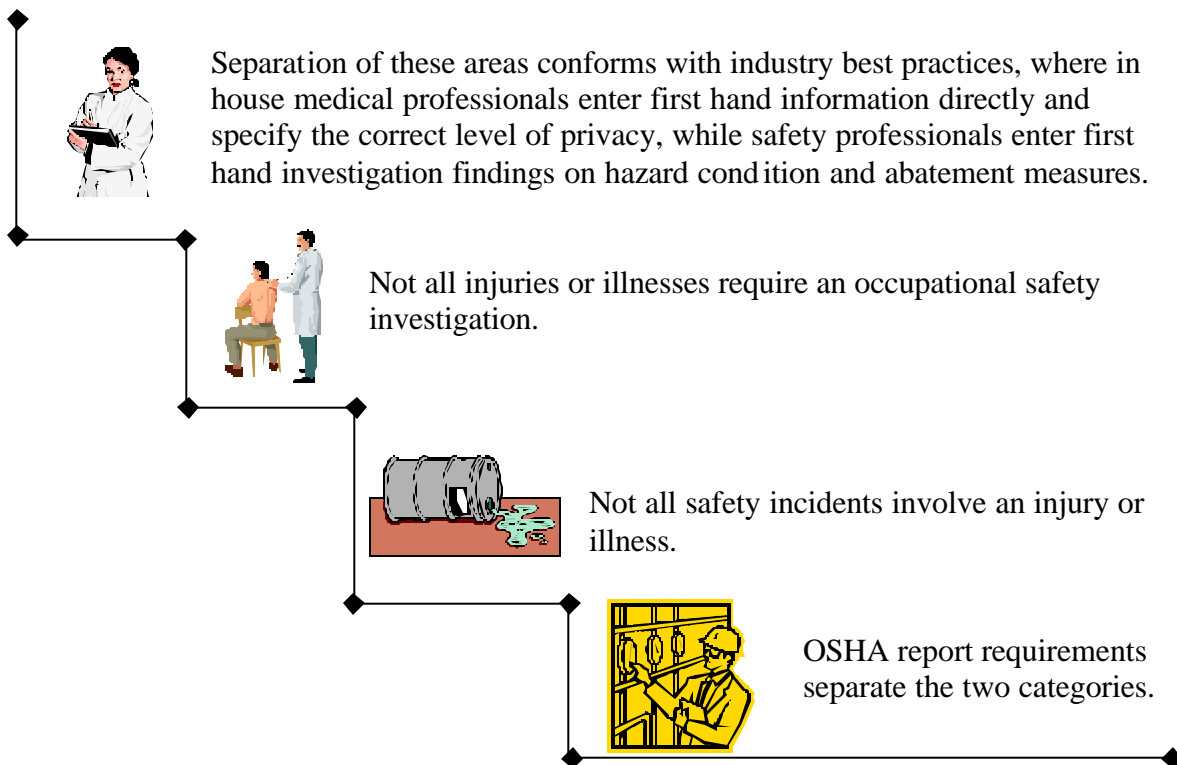 Separation of these areas conforms with industry best practices, where in
house medical professionals enter first hand information directly and
specify the correct level of privacy, while safety professionals enter first
hand investigation findings on hazard condition and abatement measures.
Not all injuries or illnesses require an occupational safety
investigation.
Not all safety incidents involve an injury or
illness.
OSHA report requirements
separate the two categories.